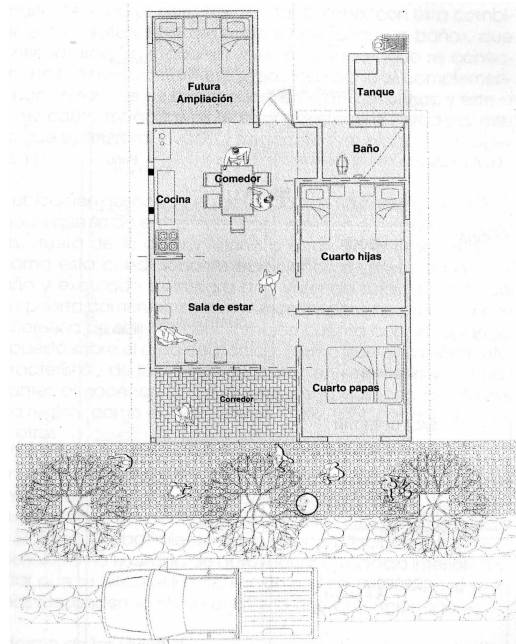 Futura
Ampliación
Tanque
Baño
Comedor
Cocina
Cuarto hijas
Sala de estar
Cuarto papas
Corredor